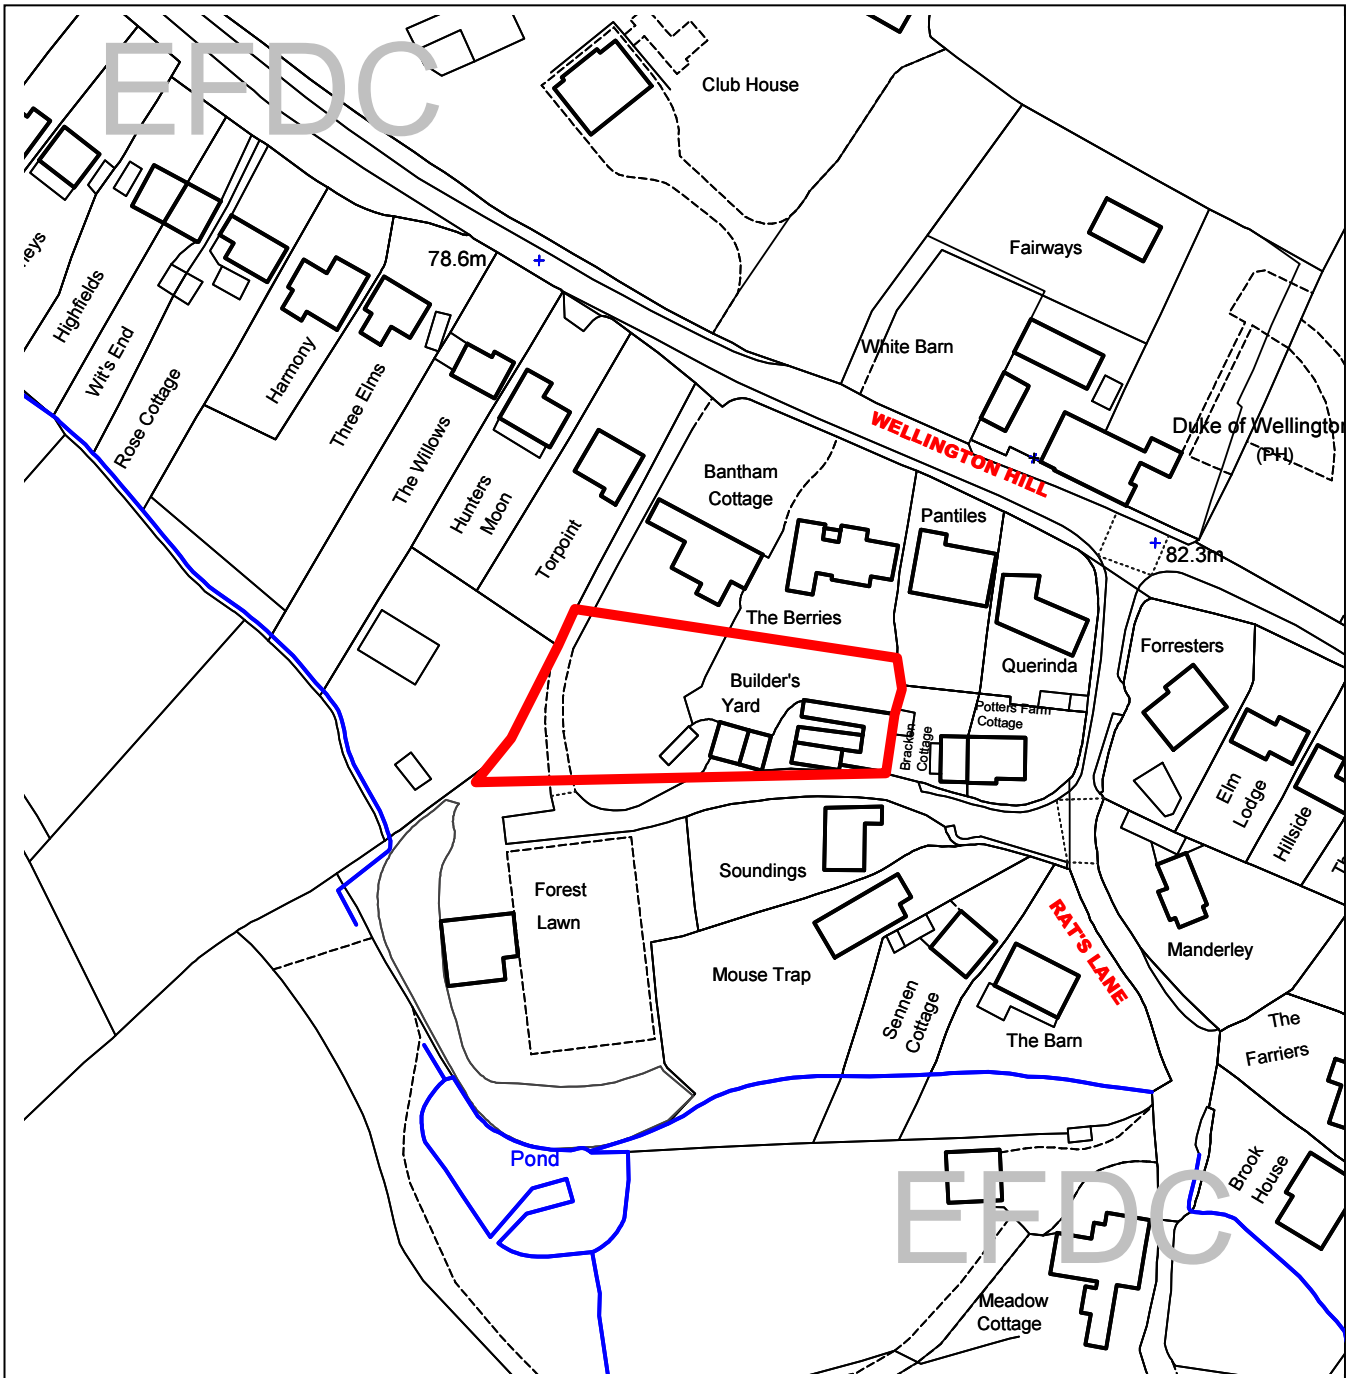 EFDC
Club House
Fairways
78.6m
Highfields
Wit's End
Rose Cottage
Harmony
Three Elms
The Willows
Hunters
Moon
Torpoint
White Barn
WELLINGTON HILL
Duke of Wellington
(PH)
82.3m
Bantham
Cottage
Pantiles
The Berries
Querinda
Forresters
Builder's
Yard
Potters Farm
Cottage
Bracken
Cottage
Elm
Lodge
Hillside
Soundings
Forest
Lawn
Mouse Trap
Sennen
Cottage
The Barn
RAT'S LANE
Manderley
The
Farriers
Pond
EFDC
Brook
House
Meadow
Cottage